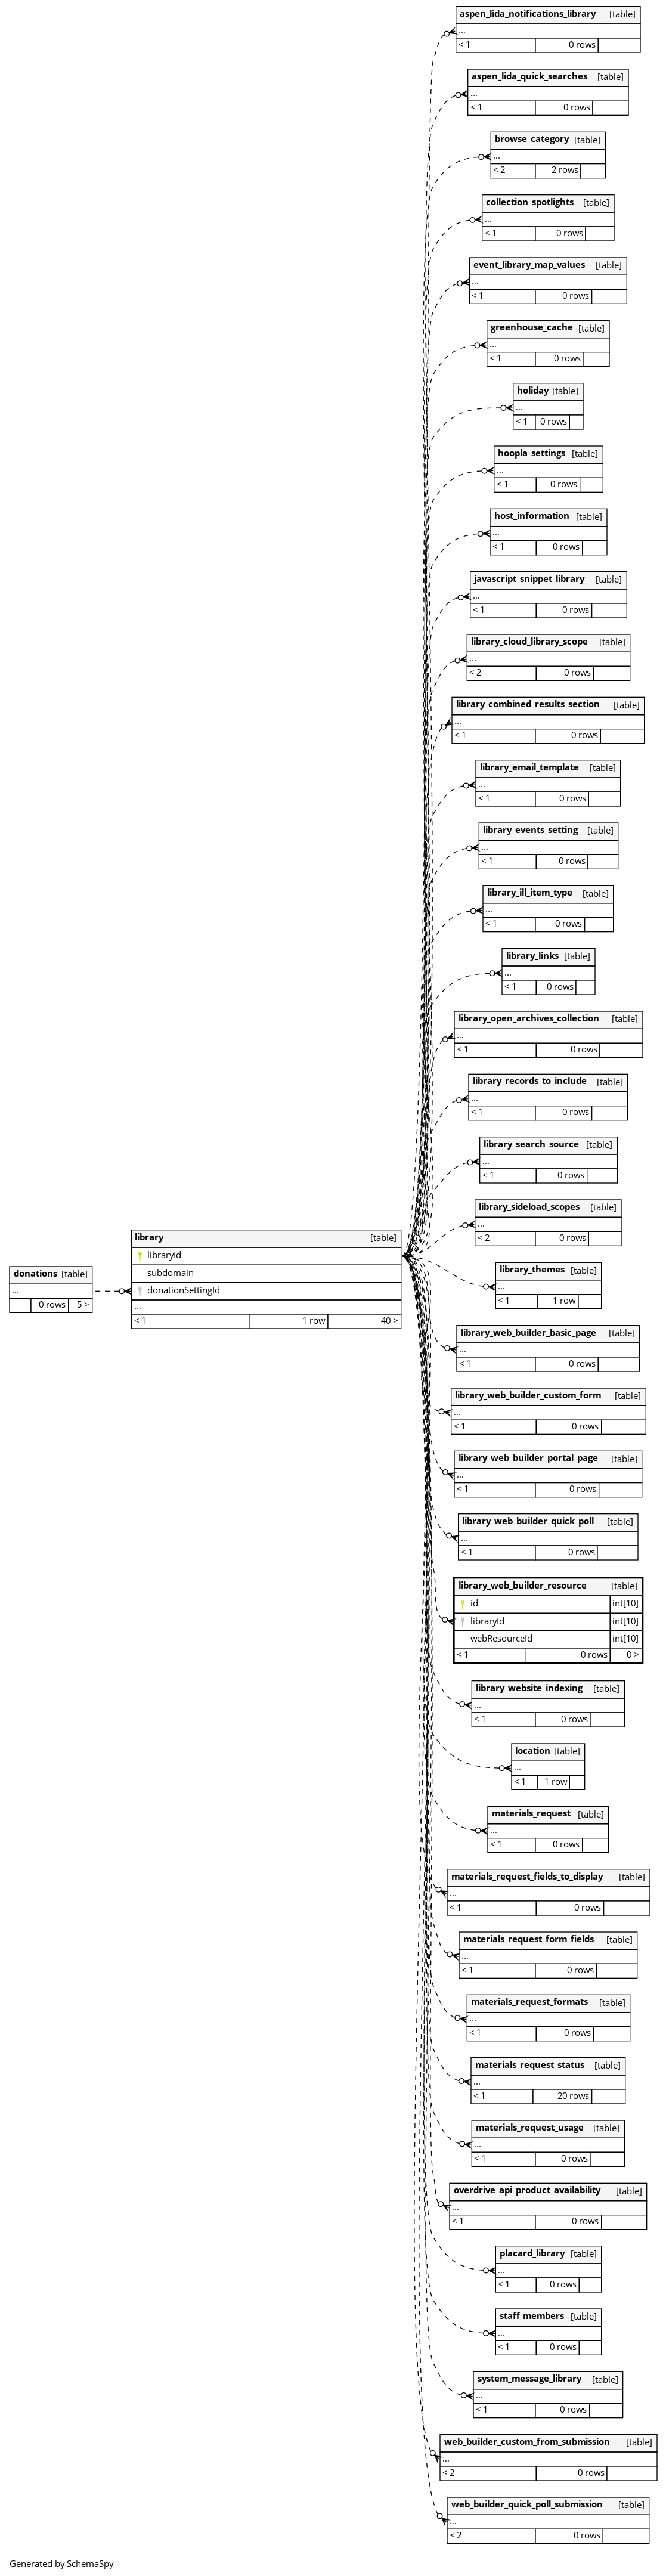 aspen_lida_notifications_library [table]
...
< 1 0 rows
aspen_lida_quick_searches [table]
...
< 1 0 rows
browse_category [table]
...
< 2 2 rows
collection_spotlights [table]
...
< 1 0 rows
event_library_map_values [table]
...
< 1 0 rows
greenhouse_cache [table]
...
< 1 0 rows
holiday [table]
...
< 1 0 rows
hoopla_settings [table]
...
< 1 0 rows
host_information [table]
...
< 1 0 rows
javascript_snippet_library [table]
...
< 1 0 rows
library_cloud_library_scope [table]
...
< 2 0 rows
library_combined_results_section [table]
...
< 1 0 rows
library_email_template [table]
...
< 1 0 rows
library_events_setting [table]
...
< 1 0 rows
library_ill_item_type [table]
...
< 1 0 rows
library_links [table]
...
< 1 0 rows
library_open_archives_collection [table]
...
< 1 0 rows
library_records_to_include [table]
...
< 1 0 rows
library_search_source [table]
...
< 1 0 rows
library_sideload_scopes [table]
...
< 2 0 rows
library [table]
libraryId
subdomain
donationSettingId
...
< 1 1 row 40 >
donations [table]
...
0 rows 5 >
library_themes [table]
...
< 1 1 row
library_web_builder_basic_page [table]
...
< 1 0 rows
library_web_builder_custom_form [table]
...
< 1 0 rows
library_web_builder_portal_page [table]
...
< 1 0 rows
library_web_builder_quick_poll [table]
...
< 1 0 rows
library_web_builder_resource [table]
id int[10]
libraryId int[10]
webResourceId int[10]
< 1 0 rows 0 >
library_website_indexing [table]
...
< 1 0 rows
location [table]
...
< 1 1 row
materials_request [table]
...
< 1 0 rows
materials_request_fields_to_display [table]
...
< 1 0 rows
materials_request_form_fields [table]
...
< 1 0 rows
materials_request_formats [table]
...
< 1 0 rows
materials_request_status [table]
...
< 1 20 rows
materials_request_usage [table]
...
< 1 0 rows
overdrive_api_product_availability [table]
...
< 1 0 rows
placard_library [table]
...
< 1 0 rows
staff_members [table]
...
< 1 0 rows
system_message_library [table]
...
< 1 0 rows
web_builder_custom_from_submission [table]
...
< 2 0 rows
web_builder_quick_poll_submission [table]
...
< 2 0 rows
Generated by SchemaSpy